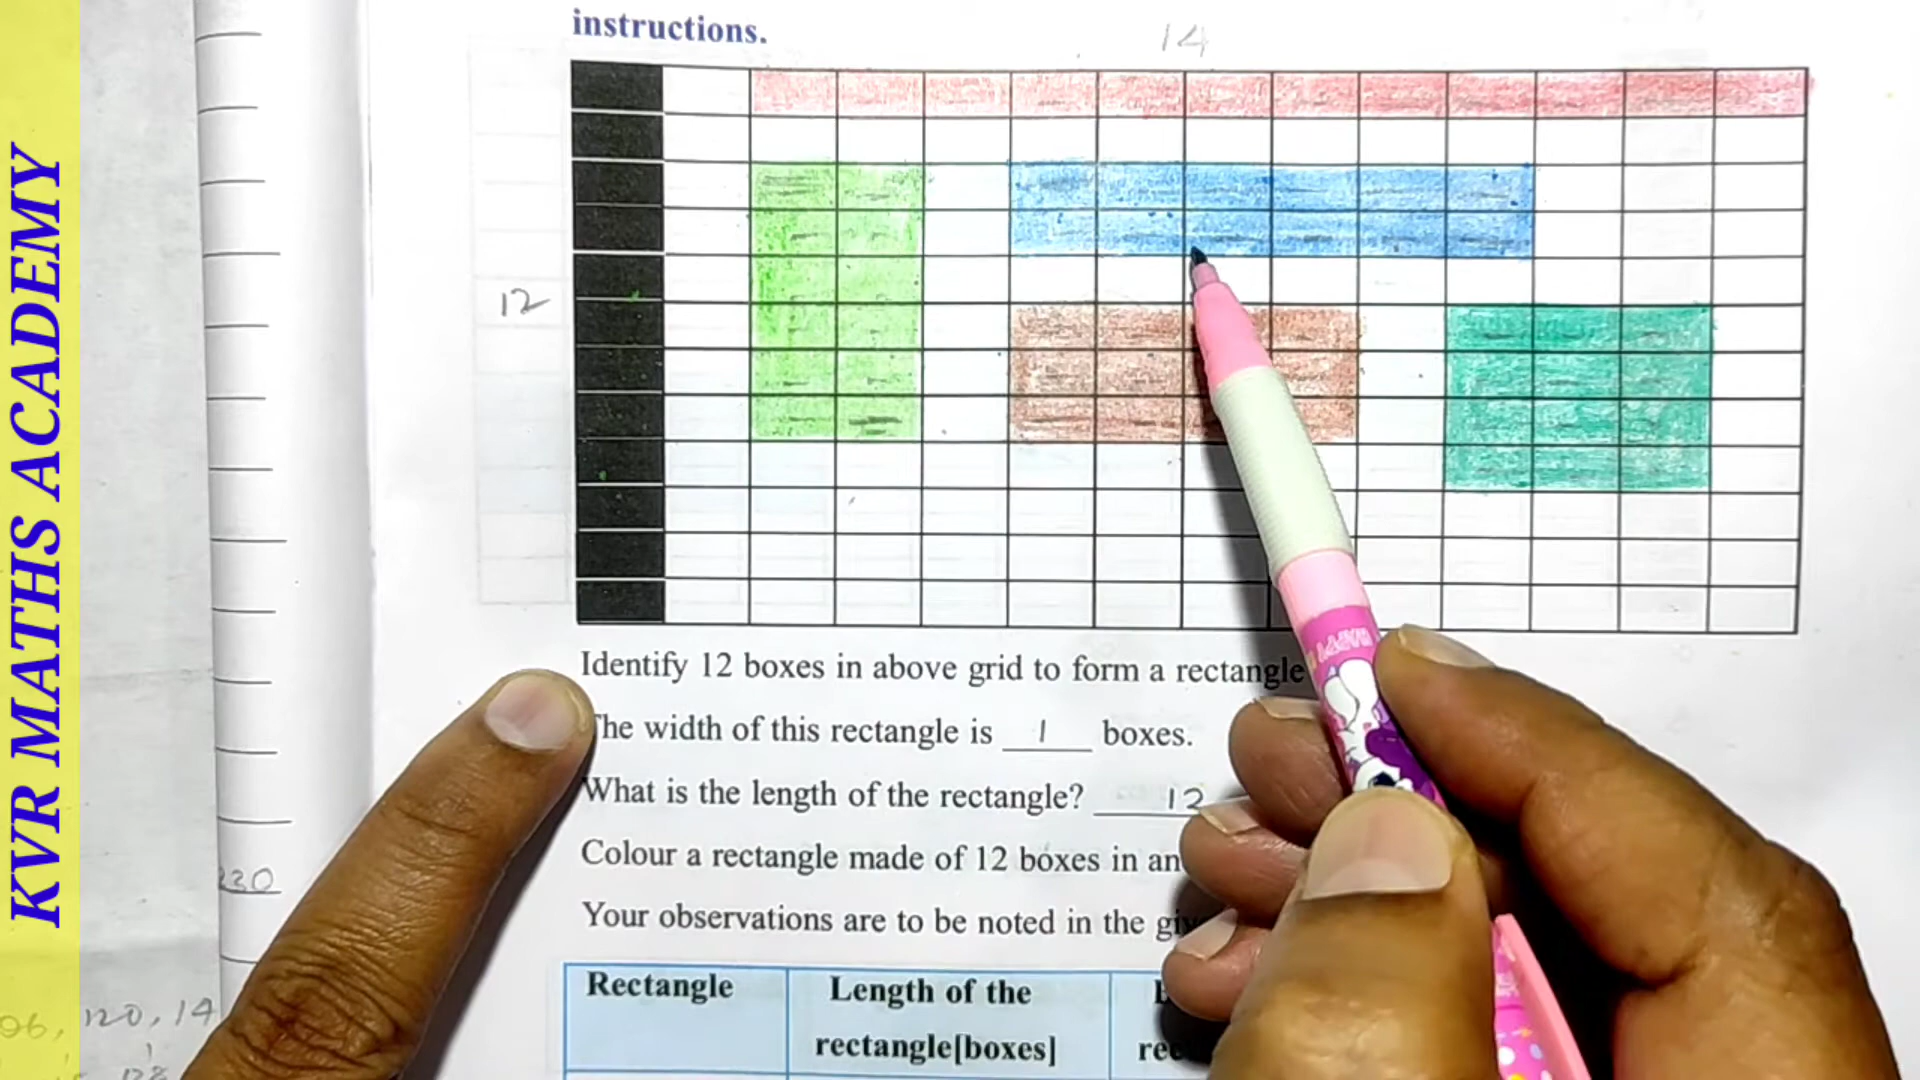 KVR MATHS ACADEMY
instructions.
14
12
Identify 12 boxes in above grid to form a rectangle
The width of this rectangle is 1 boxes.
What is the length of the rectangle? 12
Colour a rectangle made of 12 boxes in an
Your observations are to be noted in the
Rectangle
Length of the
rectangle[boxes]
120, 14